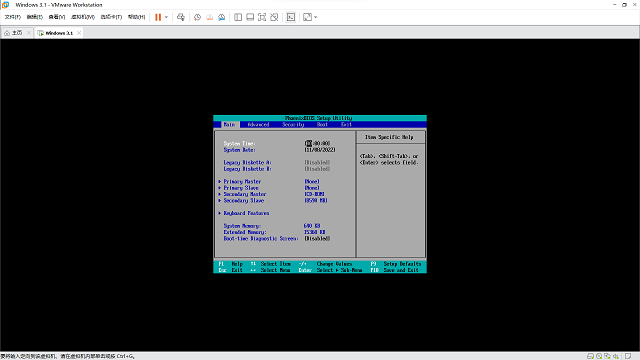 Windows 3.1 - VMware Workstation
文件(F) 编辑(E) 查看(V) 虚拟机(M) 选项卡(T) 帮助(H)
主页 Windows 3.1
PhoenixBIOS Setup Utility
Main Advanced Security Boot Exit
Item Specific Help
System Time: :00:00]
System Date: [11/08/2022]
<Tab>, <Shift-Tab>, or
<Enter> selects field.
Legacy Diskette A: [Disabled]
Legacy Diskette B: [Disabled]
Primary Master [None]
Primary Slave [None]
Secondary Master [CD-ROM]
Secondary Slave [8590 MB]
Keyboard Features
System Memory: 640 KB
Extended Memory: 15360 KB
Boot-time Diagnostic Screen: [Disabled]
F1 Help ↑↓ Select Item -/+ Change Values F9 Setup Defaults
Esc Exit ↔ Select Menu Enter Select ▶ Sub-Menu F10 Save and Exit
要将输入定向到该虚拟机，请在虚拟机内部单击或按 Ctrl+G。